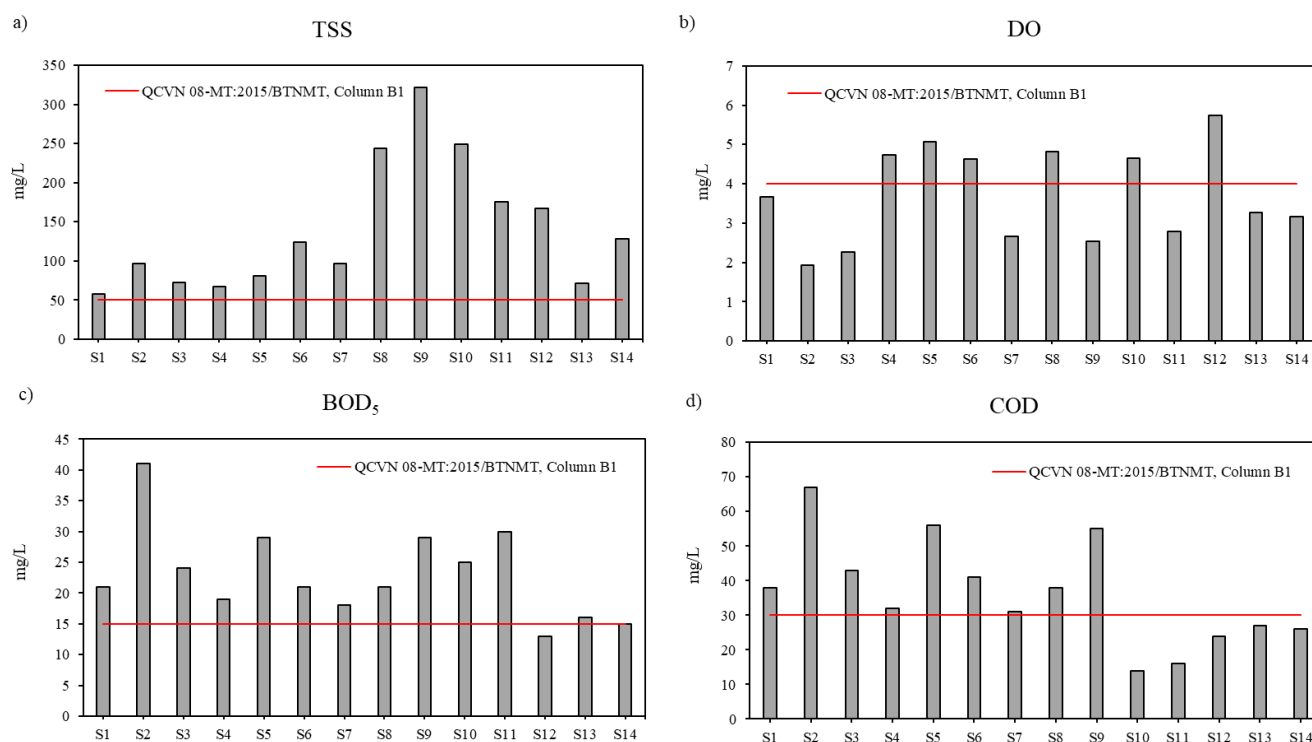 a)
TSS
QCVN 08-MT:2015/BTNMT, Column B1
mg/L
350
300
250
200
150
100
50
0
S1 S2 S3 S4 S5 S6 S7 S8 S9 S10 S11 S12 S13 S14
b)
DO
QCVN 08-MT:2015/BTNMT, Column B1
mg/L
7
6
5
4
3
2
1
0
S1 S2 S3 S4 S5 S6 S7 S8 S9 S10 S11 S12 S13 S14
c)
BOD₅
QCVN 08-MT:2015/BTNMT, Column B1
mg/L
45
40
35
30
25
20
15
10
5
0
S1 S2 S3 S4 S5 S6 S7 S8 S9 S10 S11 S12 S13 S14
d)
COD
QCVN 08-MT:2015/BTNMT, Column B1
mg/L
80
70
60
50
40
30
20
10
0
S1 S2 S3 S4 S5 S6 S7 S8 S9 S10 S11 S12 S13 S14